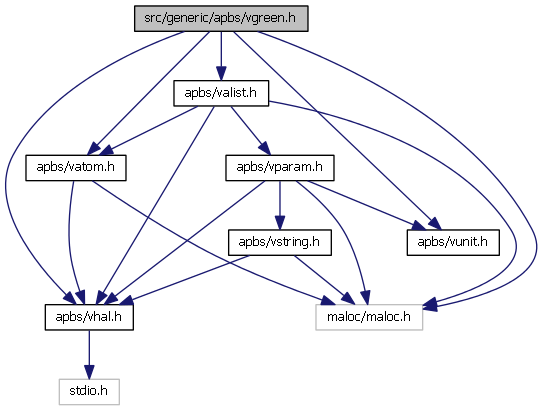 src/generic/apbs/vgreen.h
apbs/valist.h
apbs/vatom.h
apbs/vparam.h
apbs/vstring.h
apbs/vunit.h
apbs/vhal.h
maloc/maloc.h
stdio.h